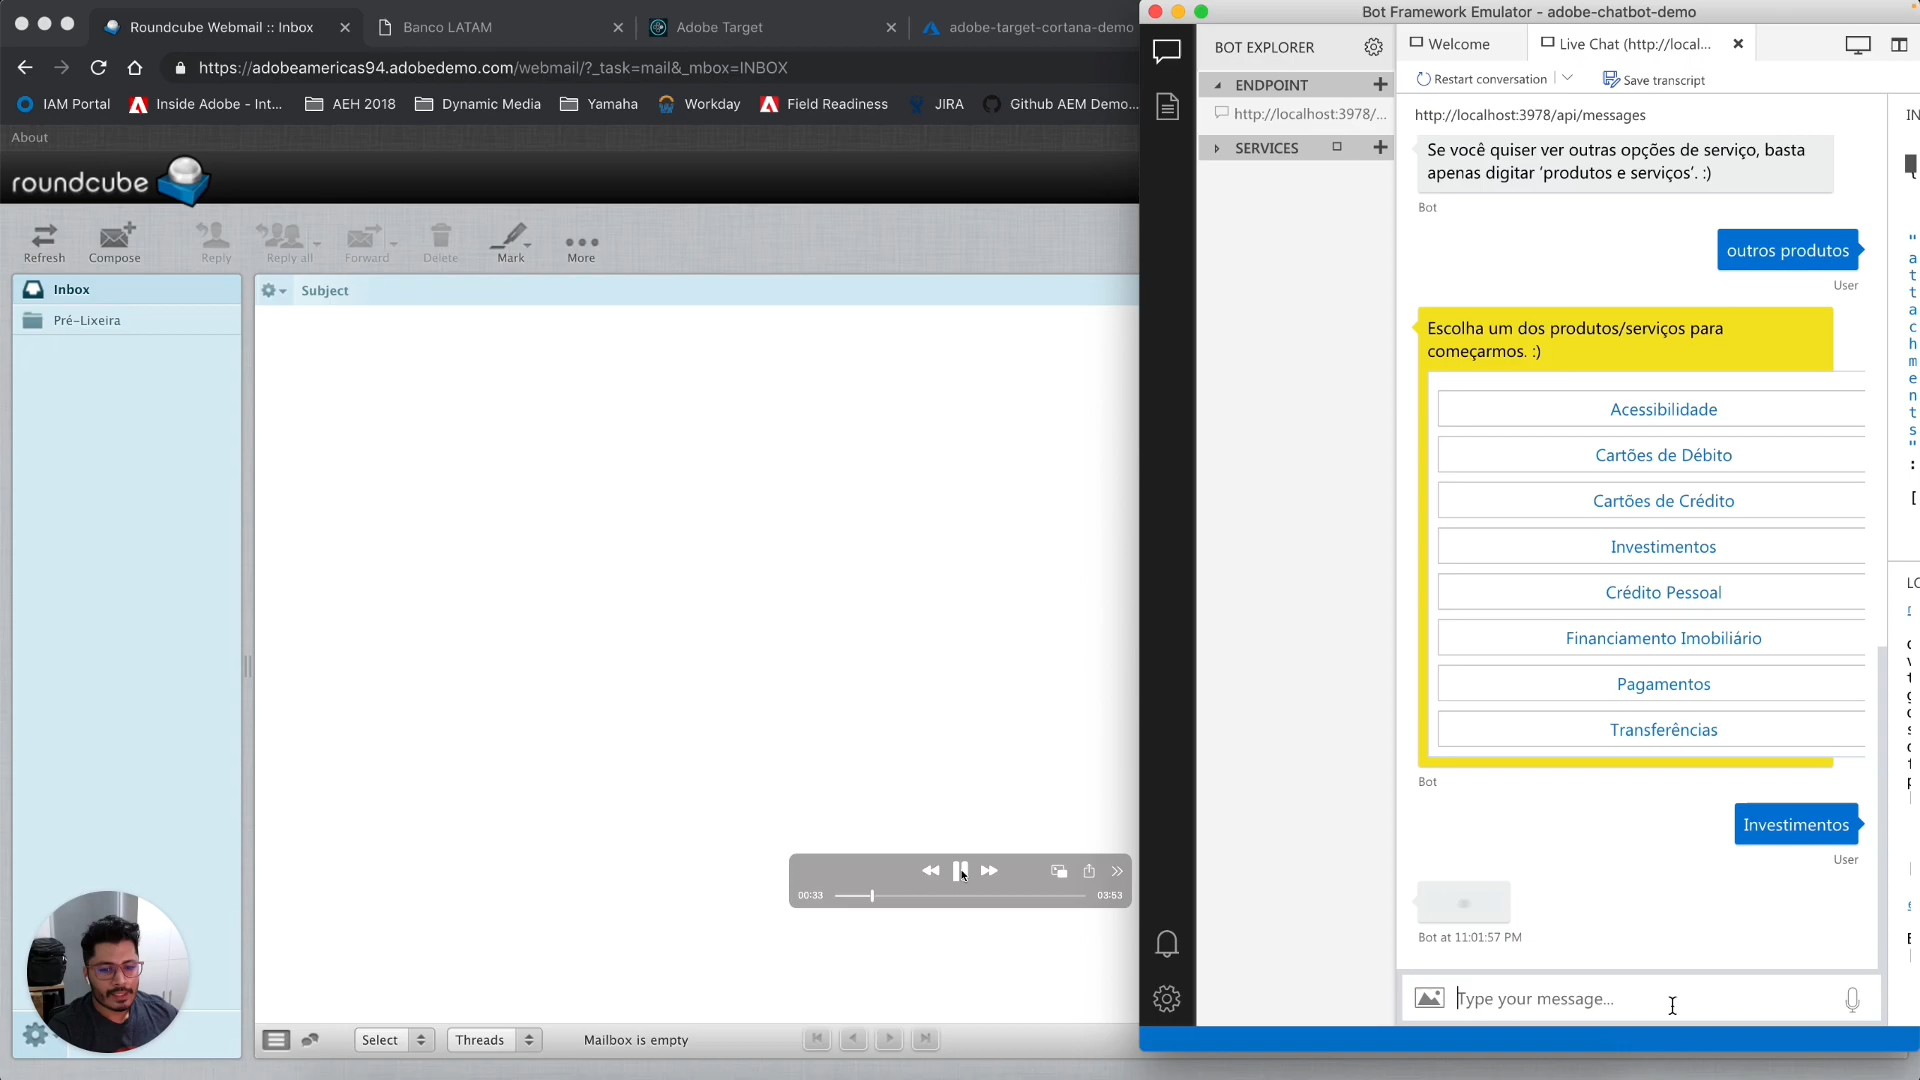 Roundcube Webmail :: Inbox
Banco LATAM
Adobe Target
adobe-target-cortana-demo
https://adobeamericas94.adobedemo.com/webmail/?_task=mail&_mbox=INBOX
IAM Portal
Inside Adobe - Int...
AEH 2018
Dynamic Media
Yamaha
Workday
Field Readiness
JIRA
Github AEM Demo...
About
roundcube
Refresh
Compose
Reply
Reply all
Forward
Delete
Mark
More
Inbox
Pré-Lixeira
Subject
00:33
03:53
Select
Threads
Mailbox is empty
Bot Framework Emulator - adobe-chatbot-demo
BOT EXPLORER
ENDPOINT
http://localhost:3978/...
SERVICES
Welcome
Live Chat (http://local...
Restart conversation
Save transcript
http://localhost:3978/api/messages
Se você quiser ver outras opções de serviço, basta
apenas digitar ‘produtos e serviços’. :)
Bot
outros produtos
User
Escolha um dos produtos/serviços para
começarmos. :)
Acessibilidade
Cartões de Débito
Cartões de Crédito
Investimentos
Crédito Pessoal
Financiamento Imobiliário
Pagamentos
Transferências
Bot
Investimentos
User
Bot at 11:01:57 PM
Type your message...
IN
"
a
t
t
a
c
h
m
e
n
t
s
"
:
[